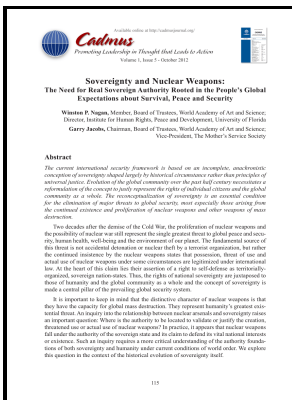 Available online at http://cadmusjournal.org/
Cadmus
Promoting Leadership in Thought that Leads to Action
Volume 1, Issue 5 - October 2012
Sovereignty and Nuclear Weapons:
The Need for Real Sovereign Authority Rooted in the People's Global
Expectations about Survival, Peace and Security
Winston P. Nagan, Member, Board of Trustees, World Academy of Art and Science;
Director, Institute for Human Rights, Peace and Development, University of Florida
Garry Jacobs, Chairman, Board of Trustees, World Academy of Art and Science;
Vice-President, The Mother's Service Society
Abstract
The current international security framework is based on an incomplete, anachronistic
conception of sovereignty shaped largely by historical circumstance rather than principles of
universal justice. Evolution of the global community over the past half century necessitates a
reformulation of the concept to justly represent the rights of individual citizens and the global
community as a whole. The reconceptualization of sovereignty is an essential condition
for the elimination of major threats to global security, most especially those arising from
the continued existence and proliferation of nuclear weapons and other weapons of mass
destruction.
Two decades after the demise of the Cold War, the proliferation of nuclear weapons and
the possibility of nuclear war still represent the single greatest threat to global peace and secu-
rity, human health, well-being and the environment of our planet. The fundamental source of
this threat is not accidental detonation or nuclear theft by a terrorist organization, but rather
the continued insistence by the nuclear weapons states that possession, threat of use and
actual use of nuclear weapons under some circumstances are legitimized under international
law. At the heart of this claim lies their assertion of a right to self-defense as territorially-
organized, sovereign nation-states. Thus, the rights of national sovereignty are juxtaposed to
those of humanity and the global community as a whole and the concept of sovereignty is
made a central pillar of the prevailing global security system.
It is important to keep in mind that the distinctive character of nuclear weapons is that
they have the capacity for global mass destruction. They represent humanity's greatest exis-
tential threat. An inquiry into the relationship between nuclear arsenals and sovereignty raises
an important question: Where is the authority to be located to validate or justify the creation,
threatened use or actual use of nuclear weapons? In practice, it appears that nuclear weapons
fall under the authority of the sovereign state and its claim to defend its vital national interests
or existence. Such an inquiry requires a more critical understanding of the authority founda-
tions of both sovereignty and humanity under current conditions of world order. We explore
this question in the context of the historical evolution of sovereignty itself.
115